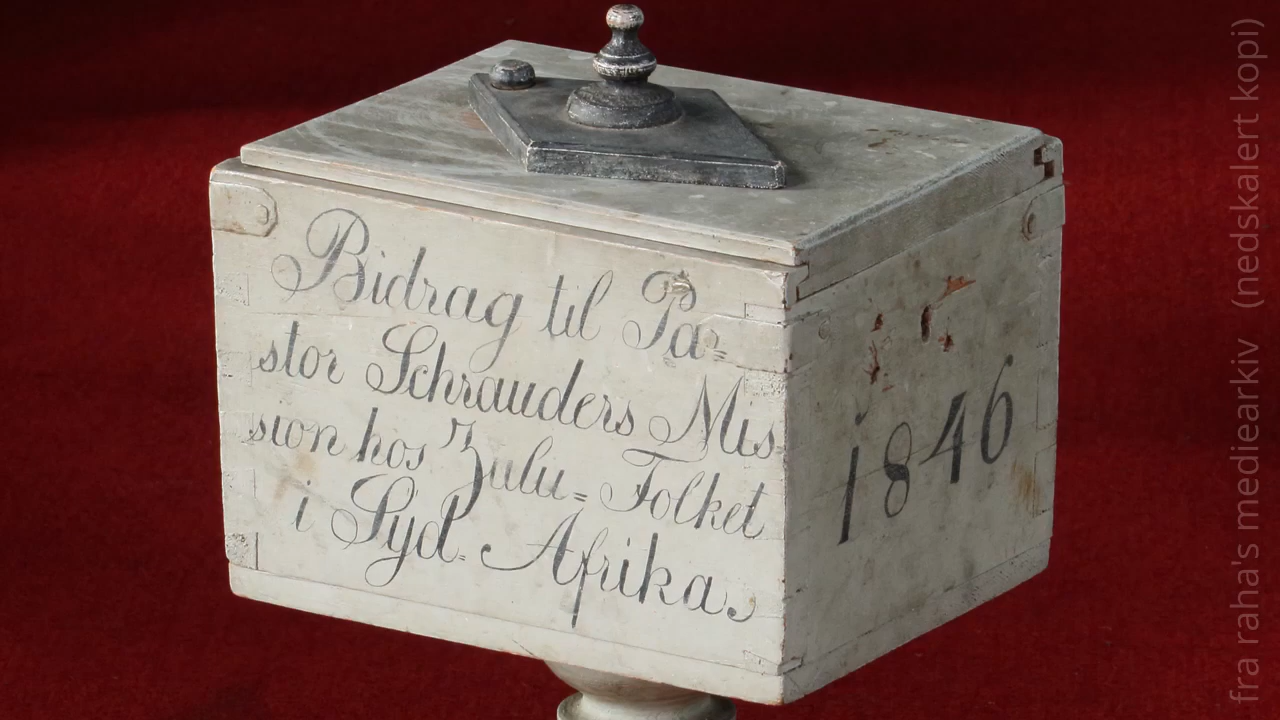 Bidrag til Pa=
stor Schrauders Mis
sion hos Zulu=Folket
i Syd=Afrika.
1846
fra raha's mediearkiv (nedskalert kopi)